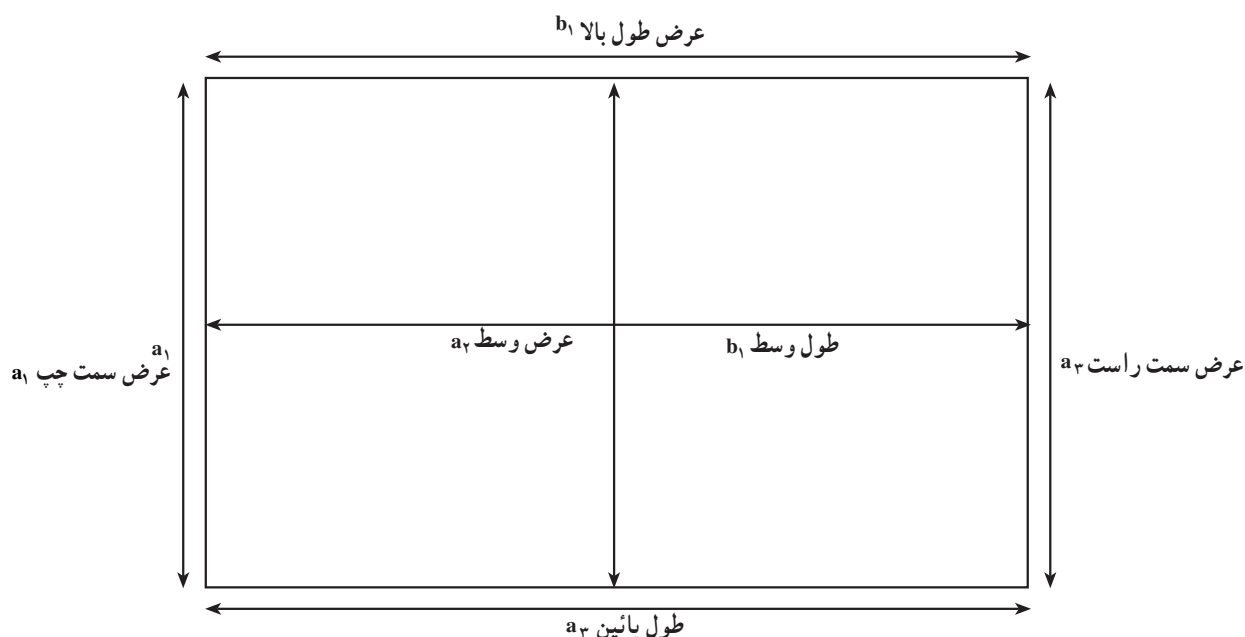 عرض طول بالا b۱
عرض وسط a۲
طول وسط b۱
a۱
عرض سمت چپ a۱
عرض سمت راست a۳
طول پائین a۳